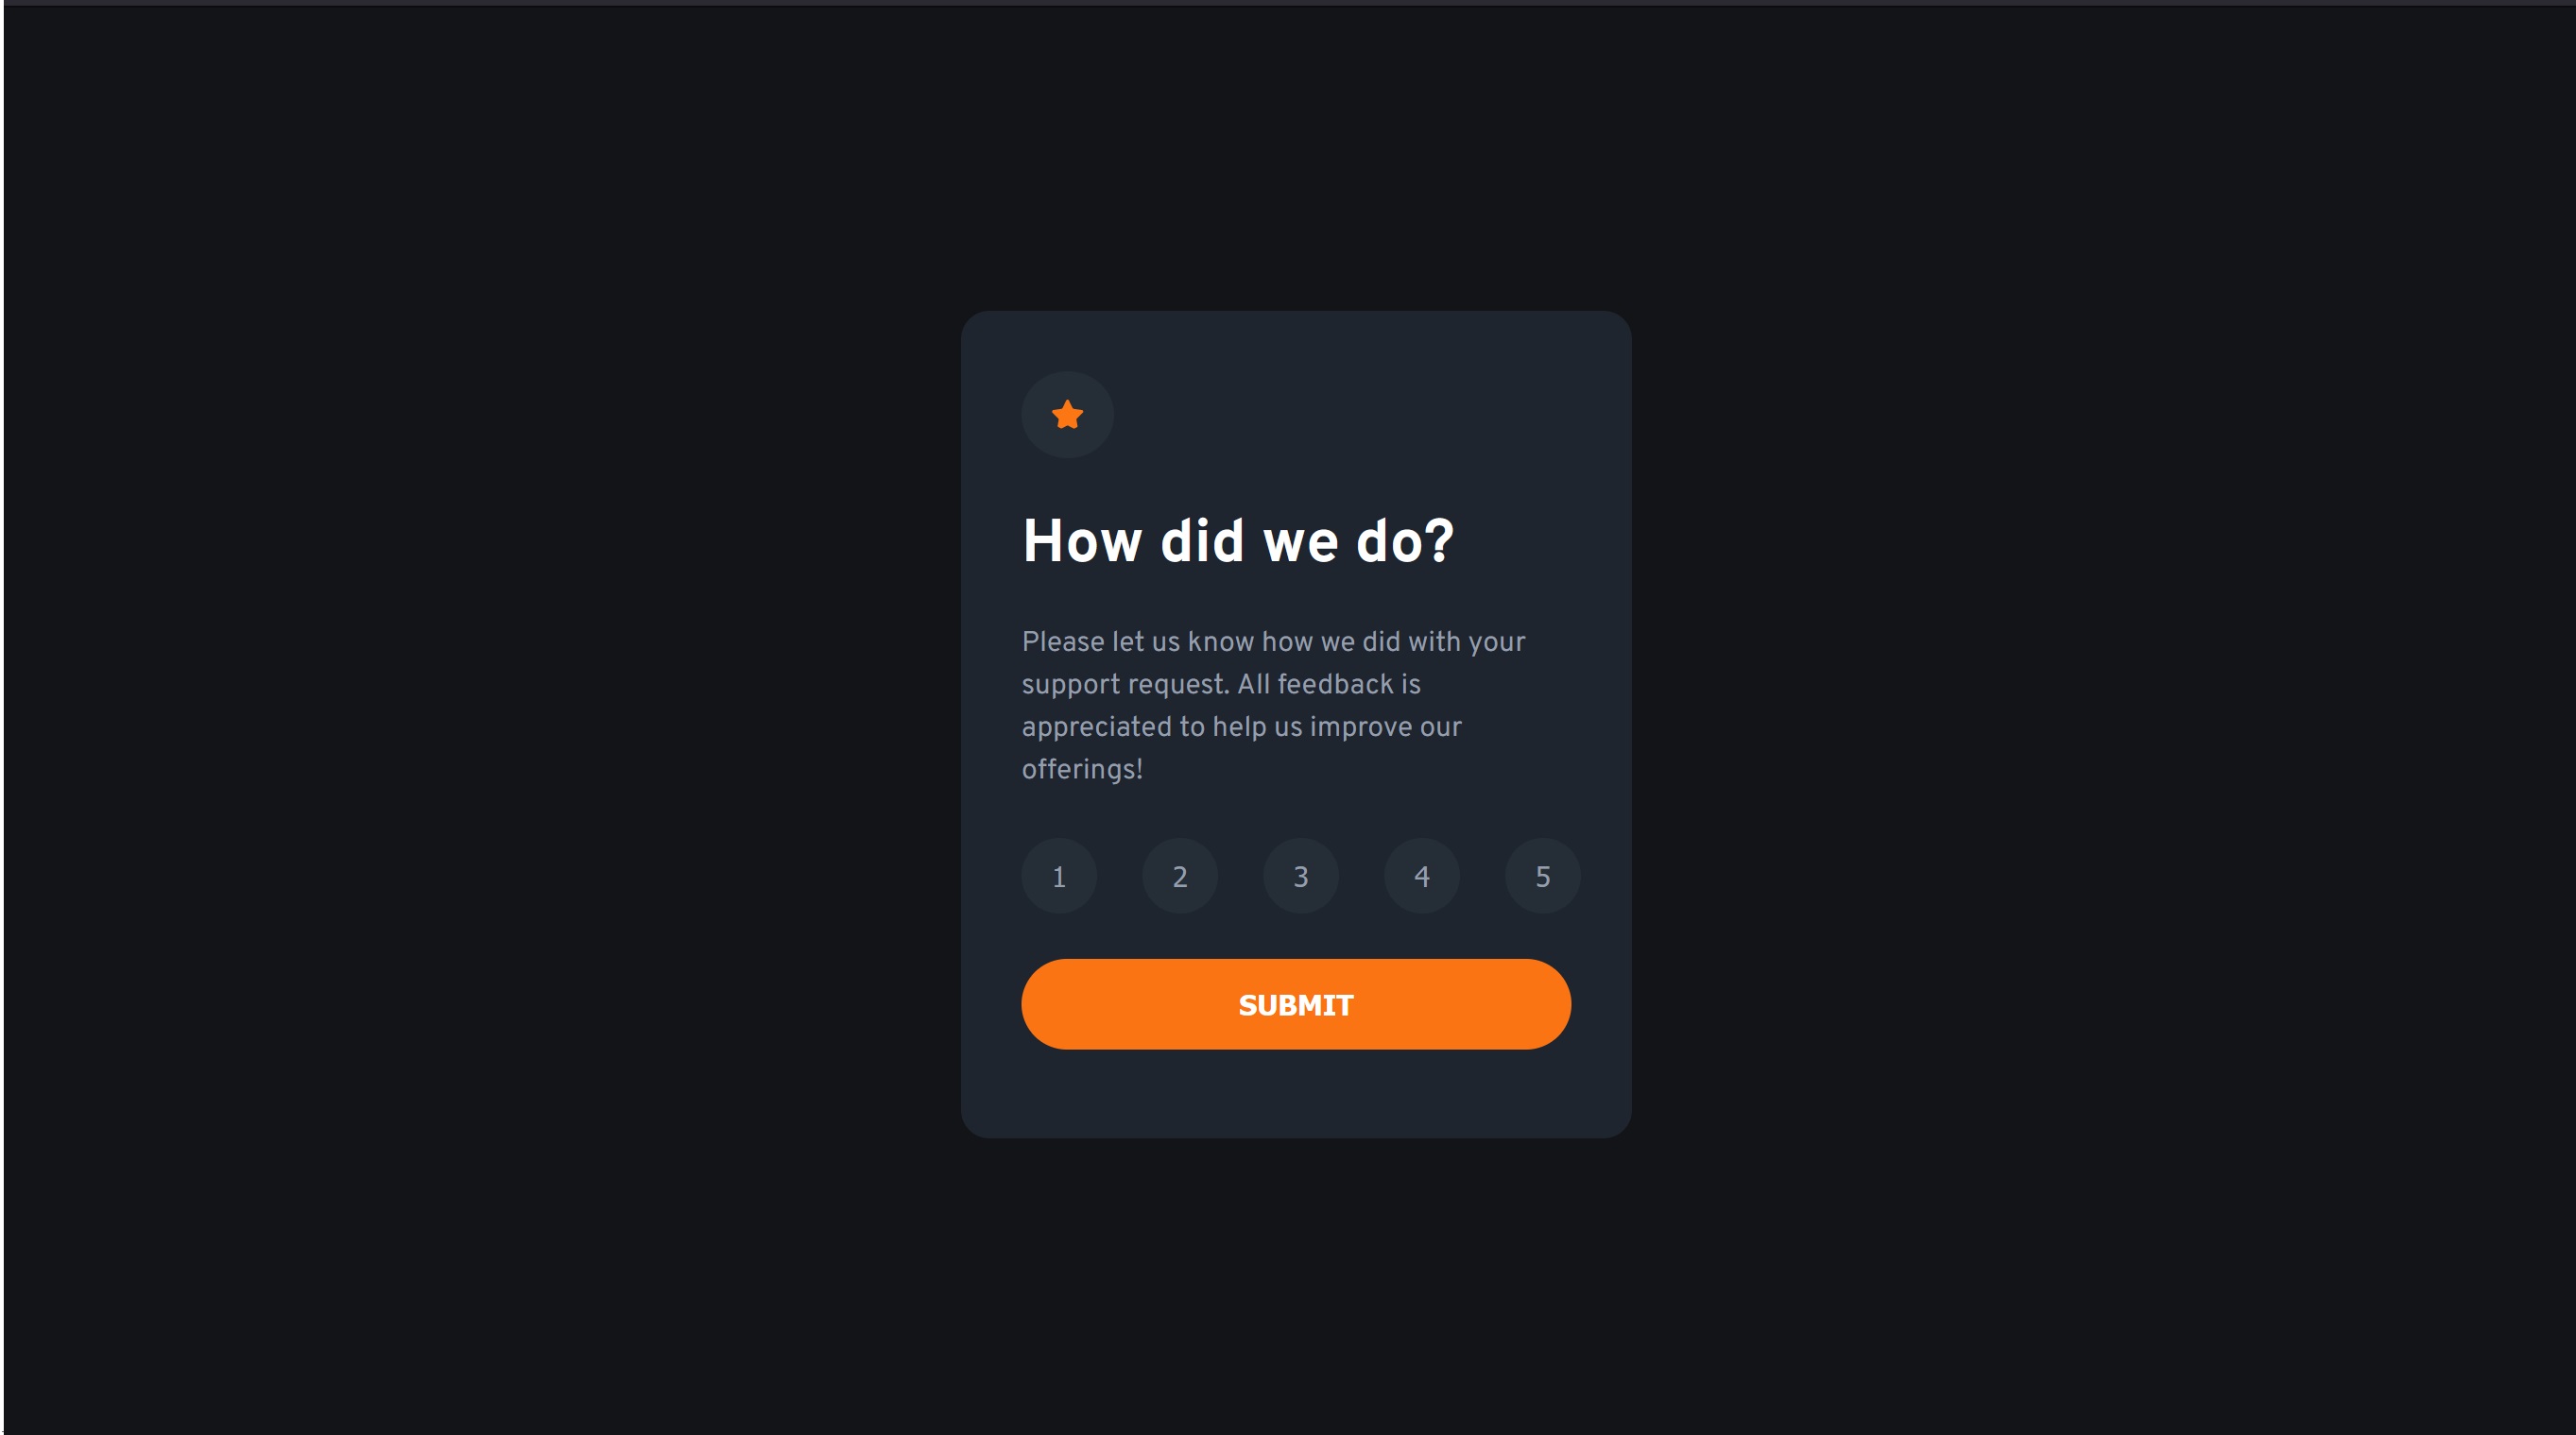 How did we do?
Please let us know how we did with your
support request. All feedback is
appreciated to help us improve our
offerings!
1 2 3 4 5
SUBMIT